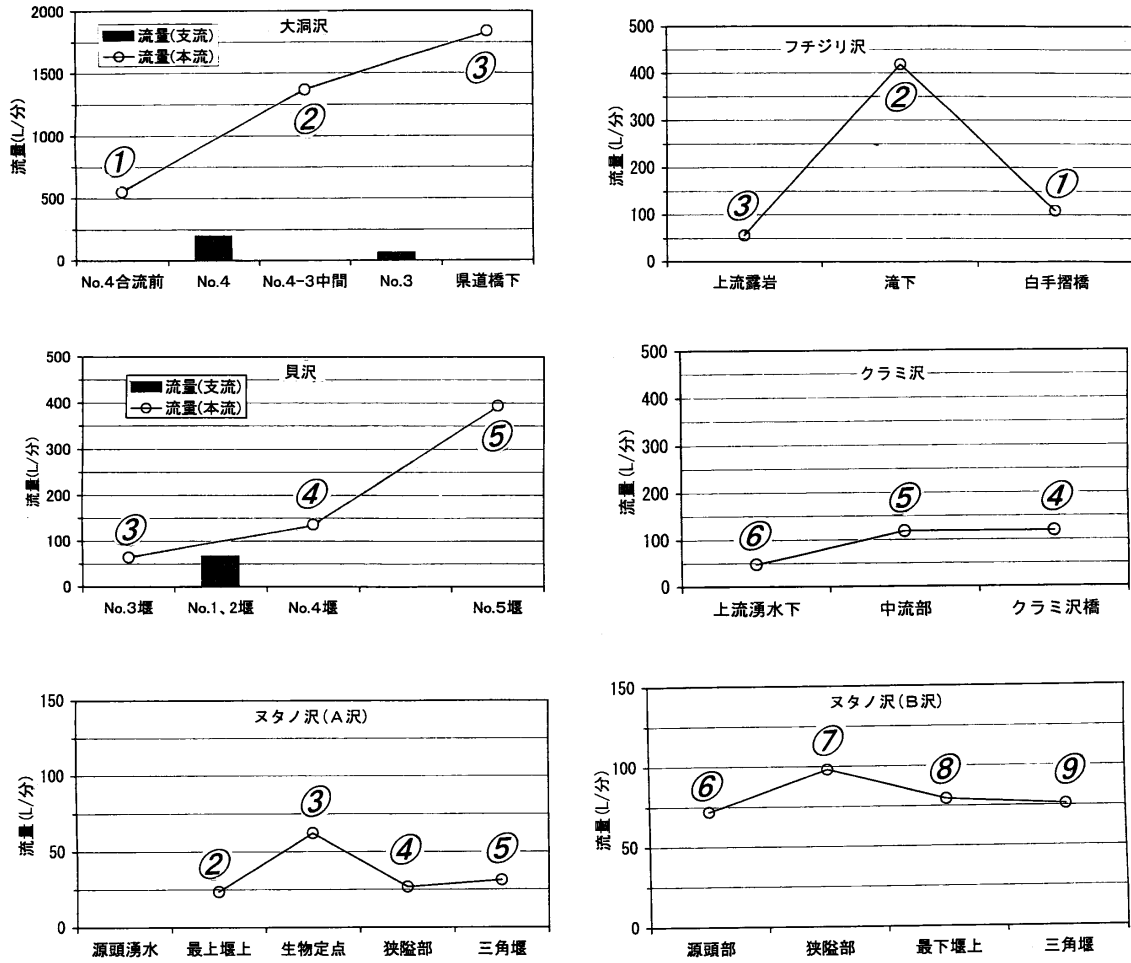 大洞沢
流量(支流)
流量(本流)
流量(L/分)
2000
1500
1000
500
0
① ② ③
No.4合流前 No.4 No.4-3中間 No.3 県道橋下
フチジリ沢
流量(L/分)
500
400
300
200
100
0
③ ② ①
上流露岩 滝下 白手摺橋
貝沢
流量(支流)
流量(本流)
流量(L/分)
500
400
300
200
100
0
③ ④ ⑤
No.3堰 No.1、2堰 No.4堰 No.5堰
クラミ沢
流量(L/分)
500
400
300
200
100
0
⑥ ⑤ ④
上流湧水下 中流部 クラミ沢橋
ヌタノ沢(A沢)
流量(L/分)
150
100
50
0
② ③ ④ ⑤
源頭湧水 最上堰上 生物定点 狭隘部 三角堰
ヌタノ沢(B沢)
流量(L/分)
150
100
50
0
⑥ ⑦ ⑧ ⑨
源頭部 狭隘部 最下堰上 三角堰